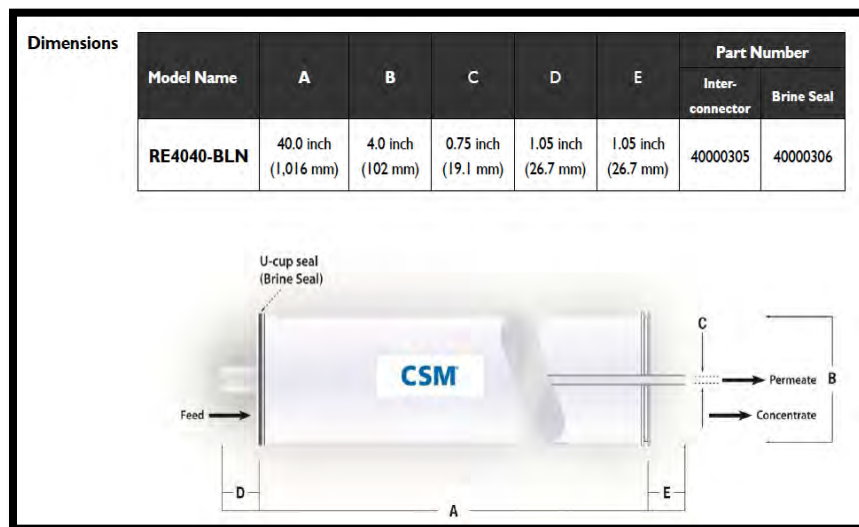 Dimensions
Model Name
A
B
C
D
E
Part Number
Inter-
connector
Brine Seal
RE4040-BLN
40.0 inch
(1,016 mm)
4.0 inch
(102 mm)
0.75 inch
(19.1 mm)
1.05 inch
(26.7 mm)
1.05 inch
(26.7 mm)
40000305
40000306
U-cup seal
(Brine Seal)
CSM
C
Permeate
B
Feed
Concentrate
D
E
A